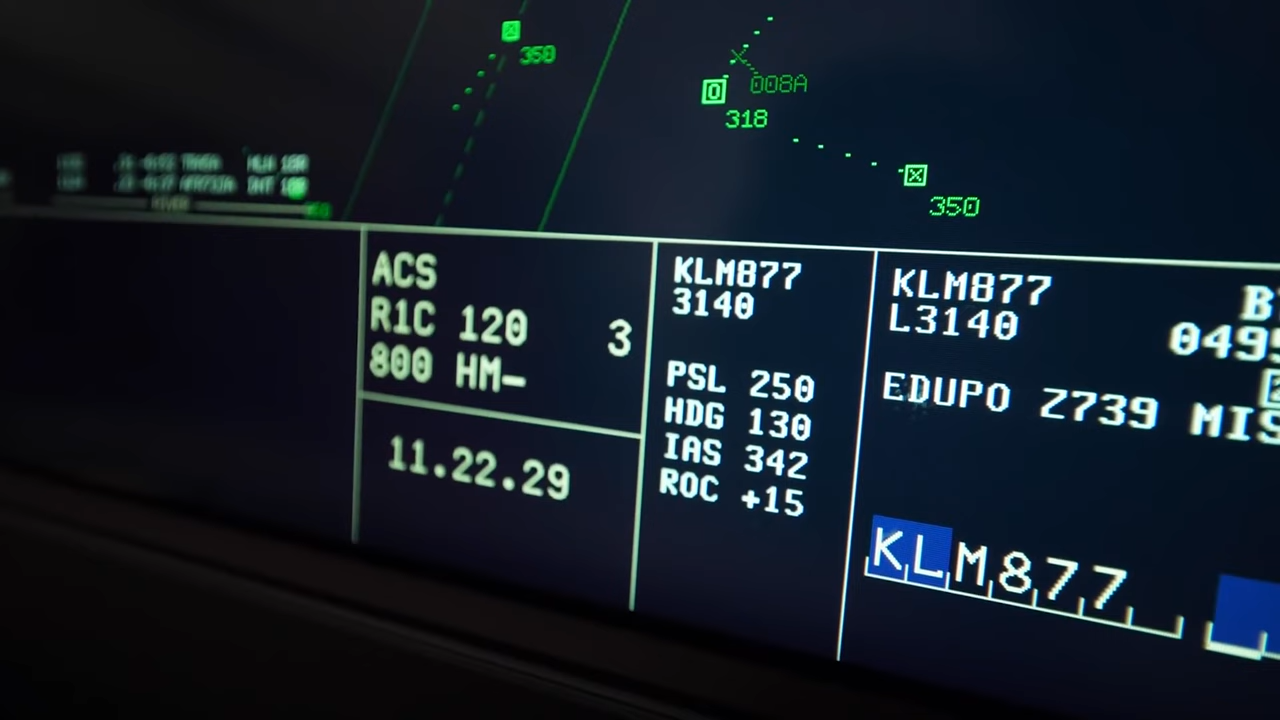 350
008A
318
350
ACS
R1C 120 3
800 HM-
11.22.29
KLM877
3140
PSL 250
HDG 130
IAS 342
ROC +15
KLM877
L3140
EDUPO Z739 MIS
KLM877